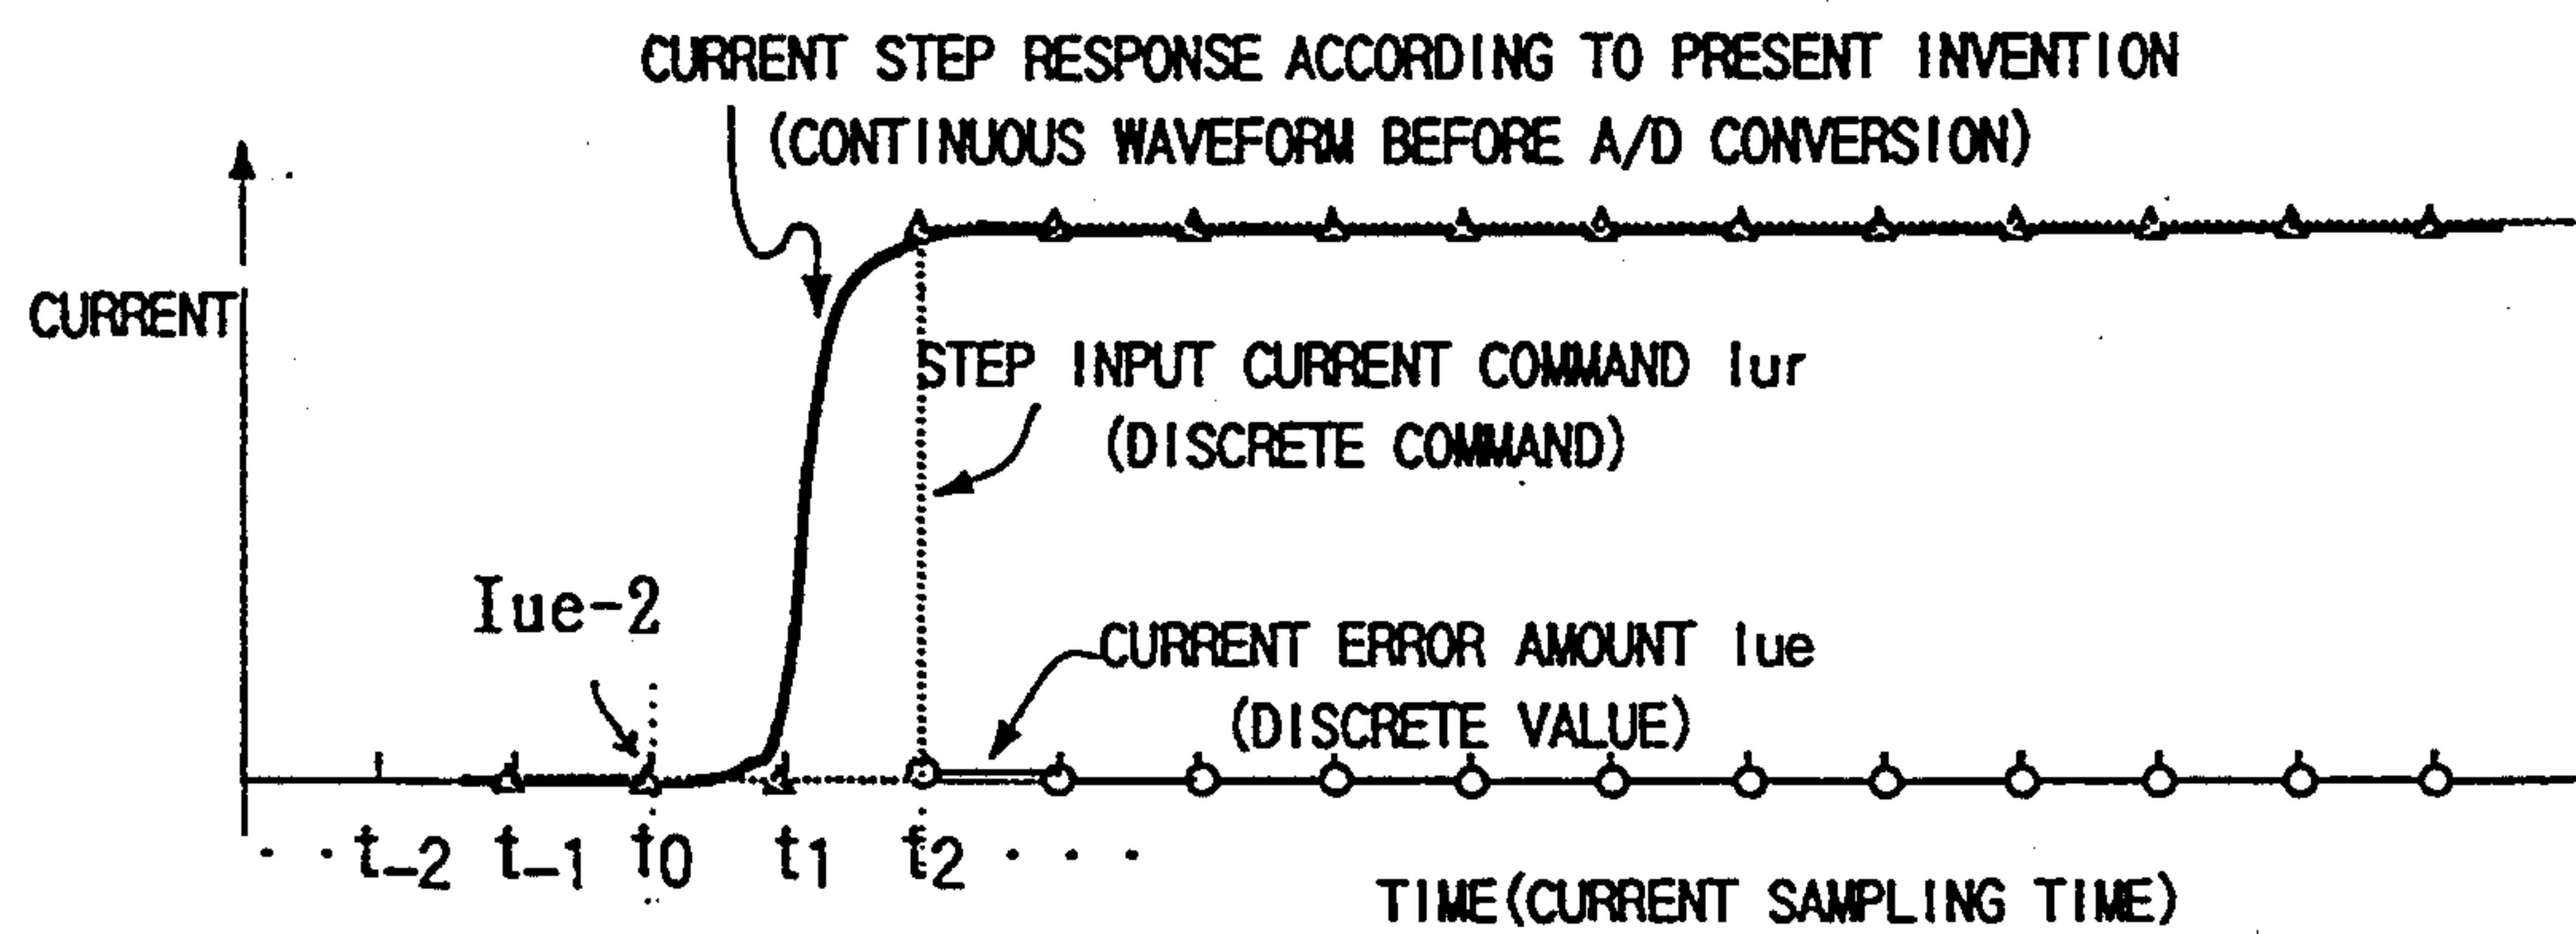 CURRENT STEP RESPONSE ACCORDING TO PRESENT INVENTION
(CONTINUOUS WAVEFORM BEFORE A/D CONVERSION)
CURRENT
STEP INPUT CURRENT COMMAND Iur
(DISCRETE COMMAND)
Iue-2
CURRENT ERROR AMOUNT Iue
(DISCRETE VALUE)
· · t-2 t-1 t0 t1 t2 · · ·
TIME(CURRENT SAMPLING TIME)